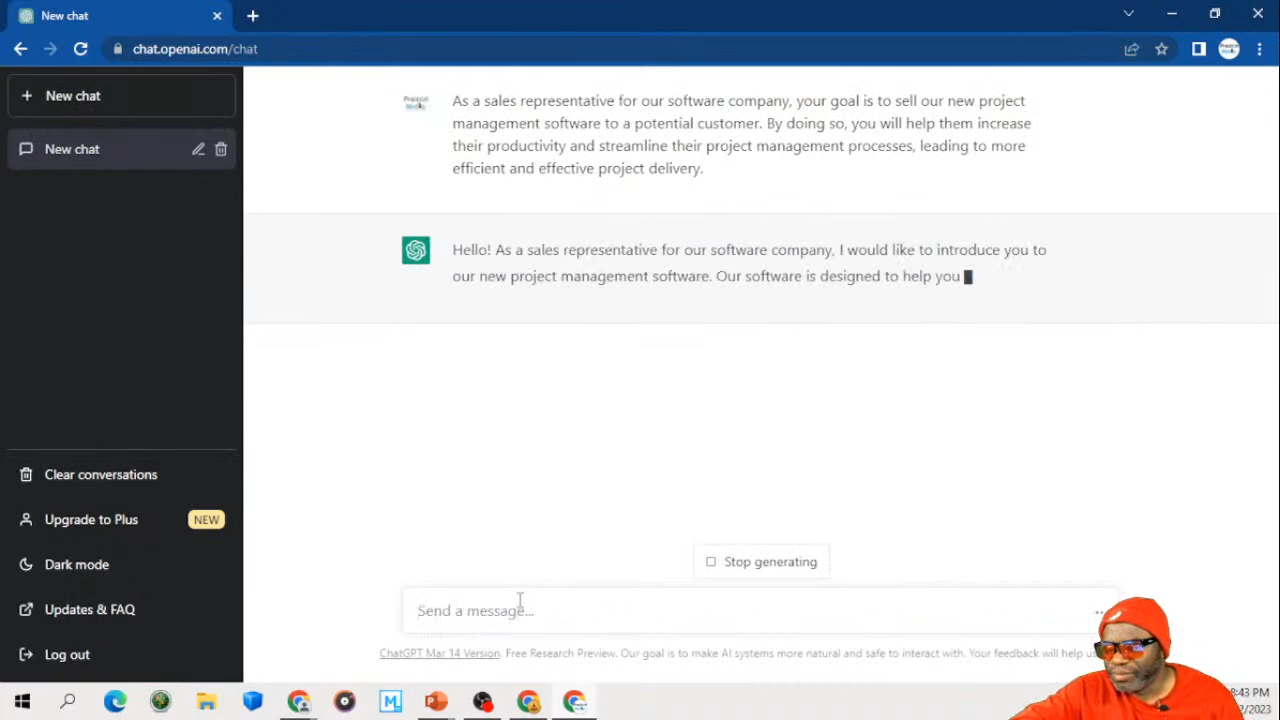 New chat
chat.openai.com/chat
New chat
New chat
Clear conversations
Upgrade to Plus
NEW
Dark mode
Updates & FAQ
Log out
As a sales representative for our software company, your goal is to sell our new project
management software to a potential customer. By doing so, you will help them increase
their productivity and streamline their project management processes, leading to more
efficient and effective project delivery.
Hello! As a sales representative for our software company, I would like to introduce you to
our new project management software. Our software is designed to help you
Stop generating
Send a message...
ChatGPT Mar 14 Version. Free Research Preview. Our goal is to make AI systems more natural and safe to interact with. Your feedback will help
:43 PM
/2023